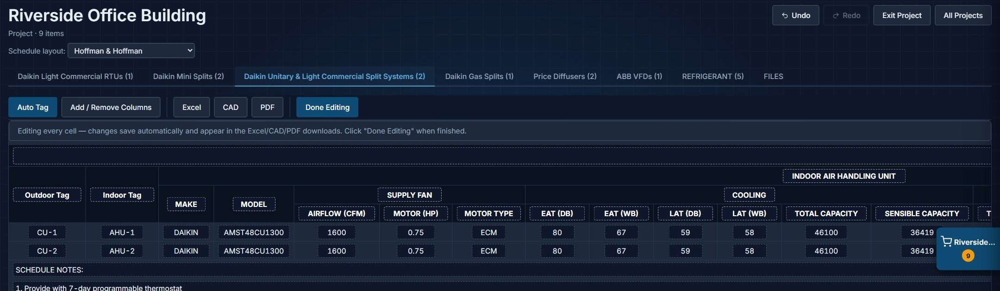 Riverside Office Building
Undo Redo Exit Project All Projects
Project · 9 items
Schedule layout: Hoffman & Hoffman
Daikin Light Commercial RTUs (1) Daikin Mini Splits (2) Daikin Unitary & Light Commercial Split Systems (2) Daikin Gas Splits (1) Price Diffusers (2) ABB VFDs (1) REFRIGERANT (5) FILES
Auto Tag Add / Remove Columns Excel CAD PDF Done Editing
Editing every cell — changes save automatically and appear in the Excel/CAD/PDF downloads. Click "Done Editing" when finished.
INDOOR AIR HANDLING UNIT
Outdoor Tag Indoor Tag MAKE MODEL SUPPLY FAN COOLING
AIRFLOW (CFM) MOTOR (HP) MOTOR TYPE EAT (DB) EAT (WB) LAT (DB) LAT (WB) TOTAL CAPACITY SENSIBLE CAPACITY T
CU-1 AHU-1 DAIKIN AMST48CU1300 1600 0.75 ECM 80 67 59 58 46100 36419
CU-2 AHU-2 DAIKIN AMST48CU1300 1600 0.75 ECM 80 67 59 58 46100 36419
Riverside...
9
SCHEDULE NOTES:
1. Provide with 7-day programmable thermostat